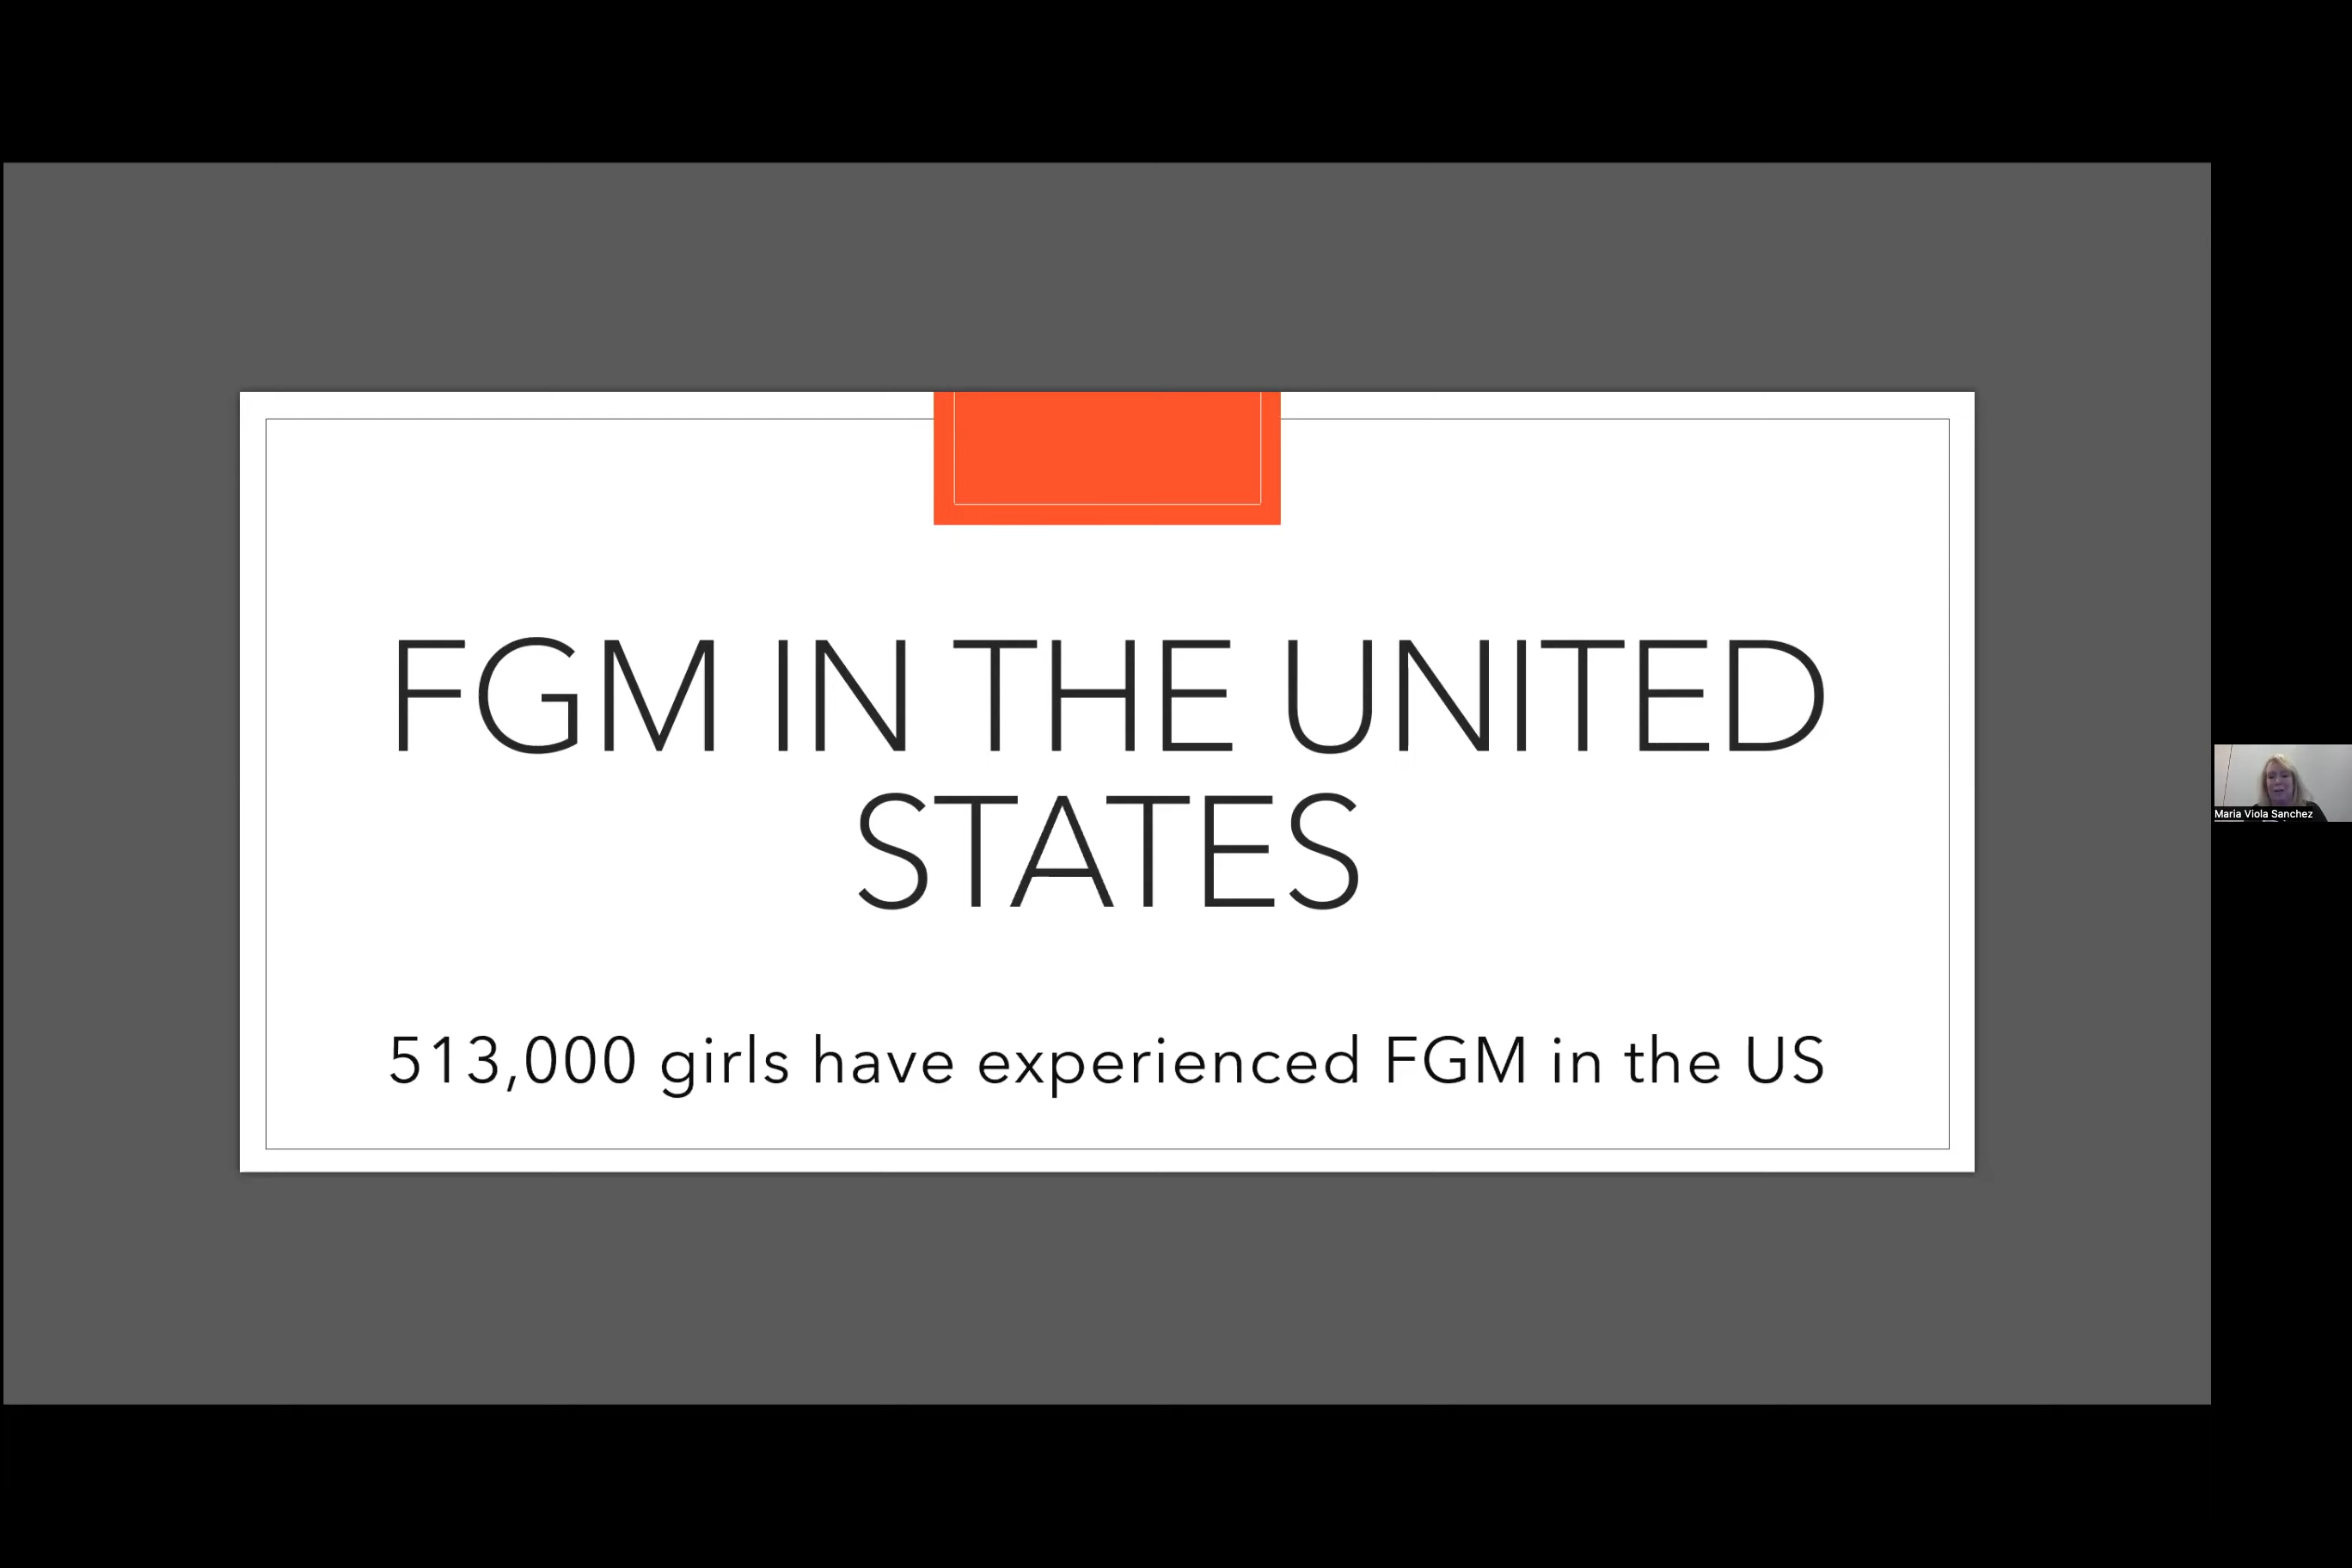 FGM IN THE UNITED
STATES
513,000 girls have experienced FGM in the US
Maria Viola Sanchez